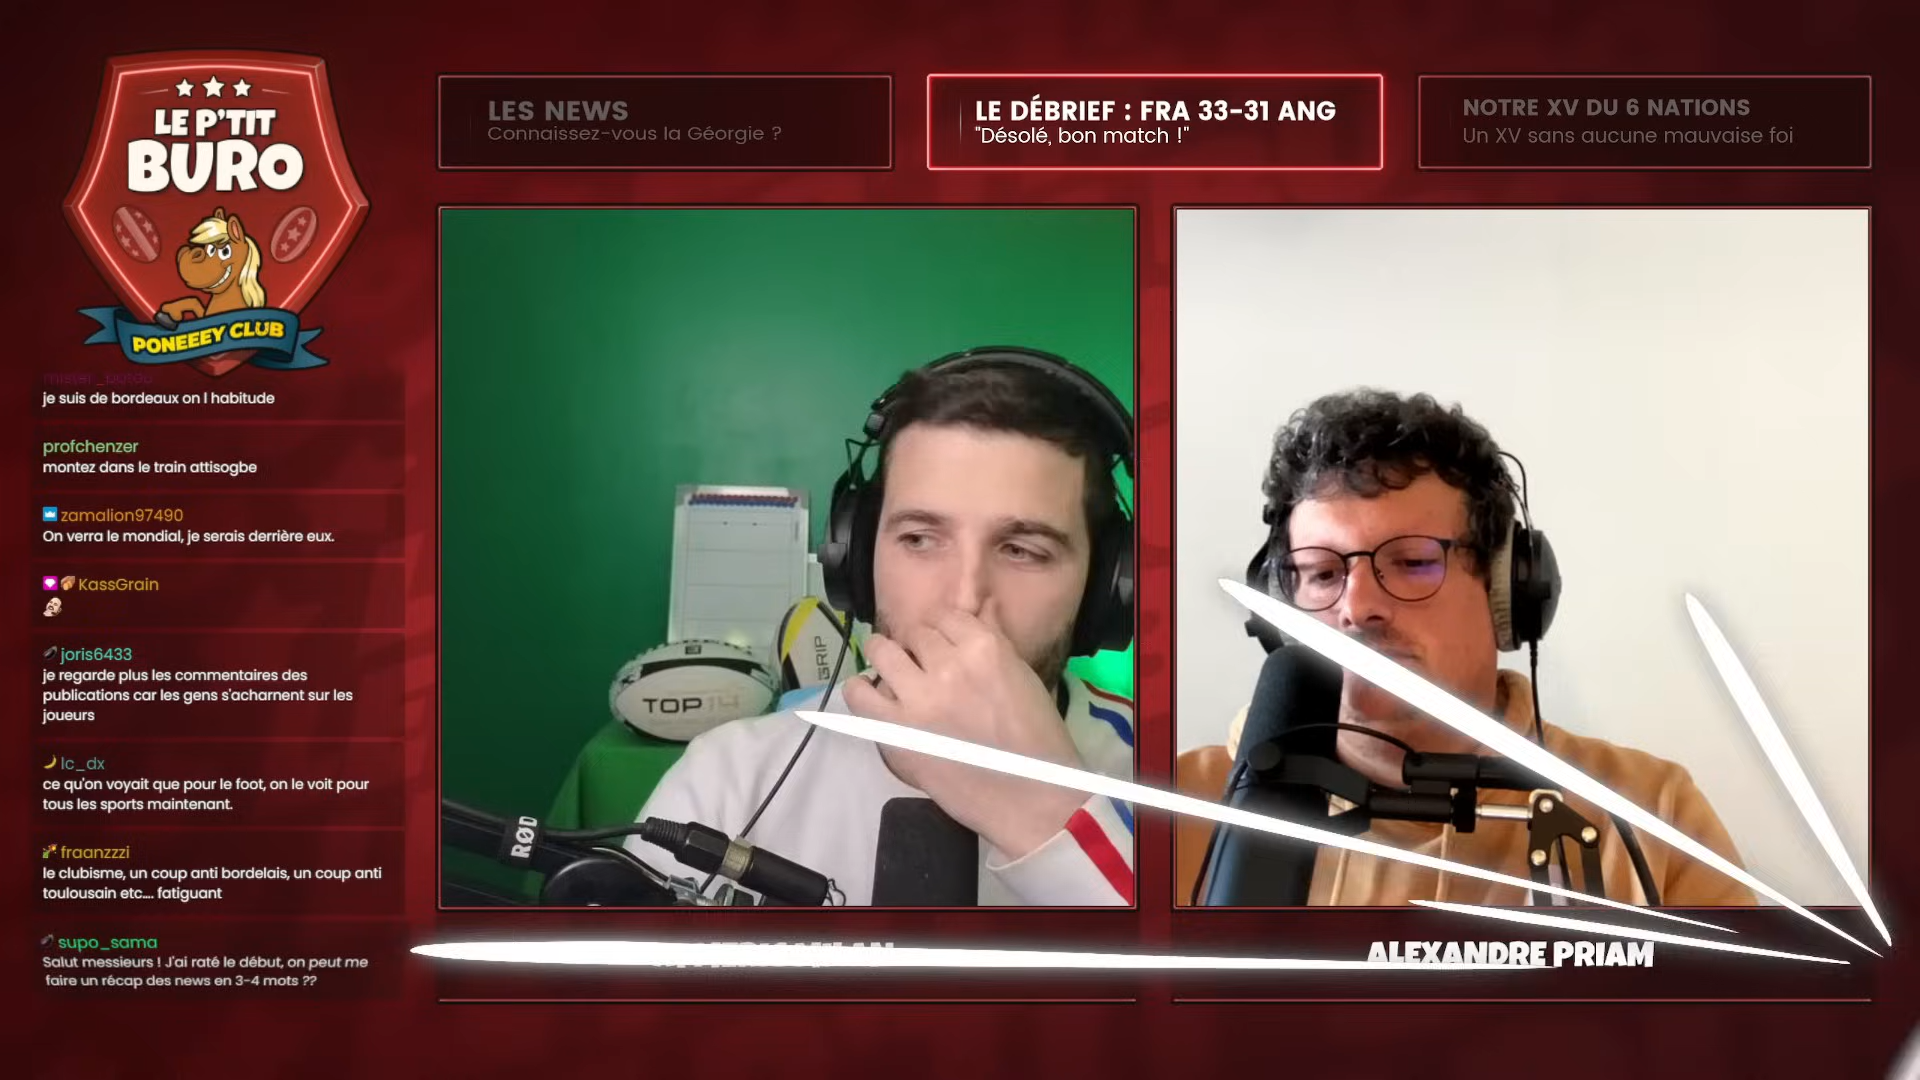 LE P'TIT
BURO
PONEEEY CLUB
LES NEWS
Connaissez-vous la Géorgie ?
LE DÉBRIEF : FRA 33-31 ANG
"Désolé, bon match !"
NOTRE XV DU 6 NATIONS
Un XV sans aucune mauvaise foi
je suis de bordeaux on l habitude
profchenzer
montez dans le train attisogbe
zamalion97490
On verra le mondial, je serais derrière eux.
KassGrain
joris6433
je regarde plus les commentaires des
publications car les gens s'acharnent sur les
joueurs
lc_dx
ce qu'on voyait que pour le foot, on le voit pour
tous les sports maintenant.
fraanzzzi
le clubisme, un coup anti bordelais, un coup anti
toulousain etc.... fatiguant
supo_sama
Salut messieurs ! J'ai raté le début, on peut me
faire un récap des news en 3-4 mots ??
TOP 14
GRIP
RØD
ALEXANDRE PRIAM